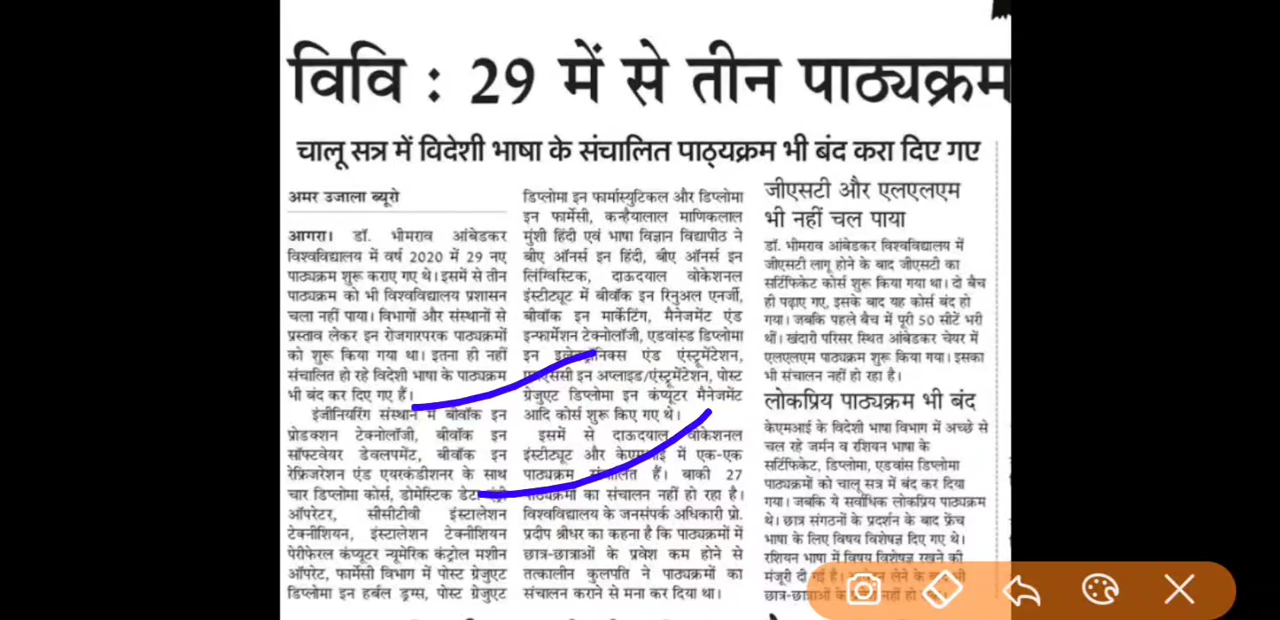 विवि : 29 में से तीन पाठ्यक्रम
चालू सत्र में विदेशी भाषा के संचालित पाठ्यक्रम भी बंद करा दिए गए
अमर उजाला ब्यूरो
आगरा। डॉ. भीमराव आंबेडकर
विश्वविद्यालय में वर्ष 2020 में 29 नए
पाठ्यक्रम शुरू कराए गए थे। इसमें से तीन
पाठ्यक्रम को भी विश्वविद्यालय प्रशासन
चला नहीं पाया। विभागों और संस्थानों से
प्रस्ताव लेकर इन रोजगारपरक पाठ्यक्रमों
को शुरू किया गया था। इतना ही नहीं
संचालित हो रहे विदेशी भाषा के पाठ्यक्रम
भी बंद कर दिए गए हैं।
इंजीनियरिंग संस्थान में बीवॉक इन
प्रोडक्शन टेक्नोलॉजी, बीवॉक इन
सॉफ्टवेयर डेवलपमेंट, बीवॉक इन
रेफ्रिजरेशन एंड एयरकंडीशनर के साथ
चार डिप्लोमा कोर्स, डोमेस्टिक डेटा एंट्री
ऑपरेटर, सीसीटीवी इंस्टालेशन
टेक्नीशियन, इंस्टालेशन टेक्नीशियन
पेरीफेरल कंप्यूटर न्यूमेरिक कंट्रोल मशीन
ऑपरेट, फार्मेसी विभाग में पोस्ट ग्रेजुएट
डिप्लोमा इन हर्बल ड्रग्स, पोस्ट ग्रेजुएट
डिप्लोमा इन फार्मास्युटिकल और डिप्लोमा
इन फार्मेसी, कन्हैयालाल माणिकलाल
मुंशी हिंदी एवं भाषा विज्ञान विद्यापीठ ने
बीए ऑनर्स इन हिंदी, बीए ऑनर्स इन
लिंग्विस्टिक, दाऊदयाल वोकेशनल
इंस्टीट्यूट में बीवॉक इन रिनुअल एनर्जी,
बीवॉक इन मार्केटिंग, मैनेजमेंट एंड
इन्फार्मेशन टेक्नोलॉजी, एडवांस्ड डिप्लोमा
इन इलेक्ट्रॉनिक्स एंड एंस्ट्रूमेंटेशन,
इन अप्लाइड/एंस्ट्रूमेंटेशन, पोस्ट
ग्रेजुएट डिप्लोमा इन कंप्यूटर मैनेजमेंट
आदि कोर्स शुरू किए गए थे।
इसमें से दाऊदयाल वोकेशनल
इंस्टीट्यूट और केएमआई में एक-एक
पाठ्यक्रम संचालित हैं। बाकी 27
पाठ्यक्रमों का संचालन नहीं हो रहा है।
विश्वविद्यालय के जनसंपर्क अधिकारी प्रो.
प्रदीप श्रीधर का कहना है कि पाठ्यक्रमों में
छात्र-छात्राओं के प्रवेश कम होने से
तत्कालीन कुलपति ने पाठ्यक्रमों का
संचालन कराने से मना कर दिया था।
जीएसटी और एलएलएम
भी नहीं चल पाया
डॉ. भीमराव आंबेडकर विश्वविद्यालय में
जीएसटी लागू होने के बाद जीएसटी का
सर्टिफिकेट कोर्स शुरू किया गया था। दो बैच
ही पढ़ाए गए, इसके बाद यह कोर्स बंद हो
गया। जबकि पहले बैच में पूरी 50 सीटें भरी
थीं। खंदारी परिसर स्थित आंबेडकर चेयर में
एलएलएम पाठ्यक्रम शुरू किया गया। इसका
भी संचालन नहीं हो रहा है।
लोकप्रिय पाठ्यक्रम भी बंद
केएमआई के विदेशी भाषा विभाग में अच्छे से
चल रहे जर्मन व रशियन भाषा के
सर्टिफिकेट, डिप्लोमा, एडवांस डिप्लोमा
पाठ्यक्रमों को चालू सत्र में बंद कर दिया
गया। जबकि ये सर्वाधिक लोकप्रिय पाठ्यक्रम
थे। छात्र संगठनों के प्रदर्शन के बाद फ्रेंच
भाषा के लिए विषय विशेषज्ञ दिए गए थे।
रशियन भाषा में विषय विशेषज्ञ रखने की
मंजूरी दी गई है। लेने के
छात्र-छात्राओं के नहीं हो